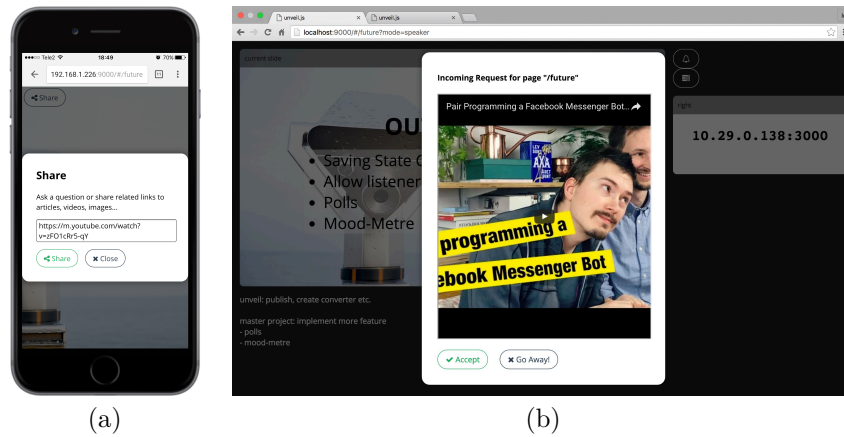 Tele2
18:49
70%
192.168.1.226:9000/#/future
Share
Share
Ask a question or share related links to
articles, videos, images...
https://m.youtube.com/watch?
v=zFO1cRr5-qY
Share
Close
(a)
unveil.js
unveil.js
localhost:9000/#/future?mode=speaker
current slide
OU
Saving State
Allow listener
Polls
Mood-Metre
unveil: publish, create converter etc.
master project: implement more feature
- polls
- mood-metre
Incoming Request for page "/future"
Pair Programming a Facebook Messenger Bot...
AXA
programming a
ebook Messenger Bot
Accept
Go Away!
right
10.29.0.138:3000
(b)